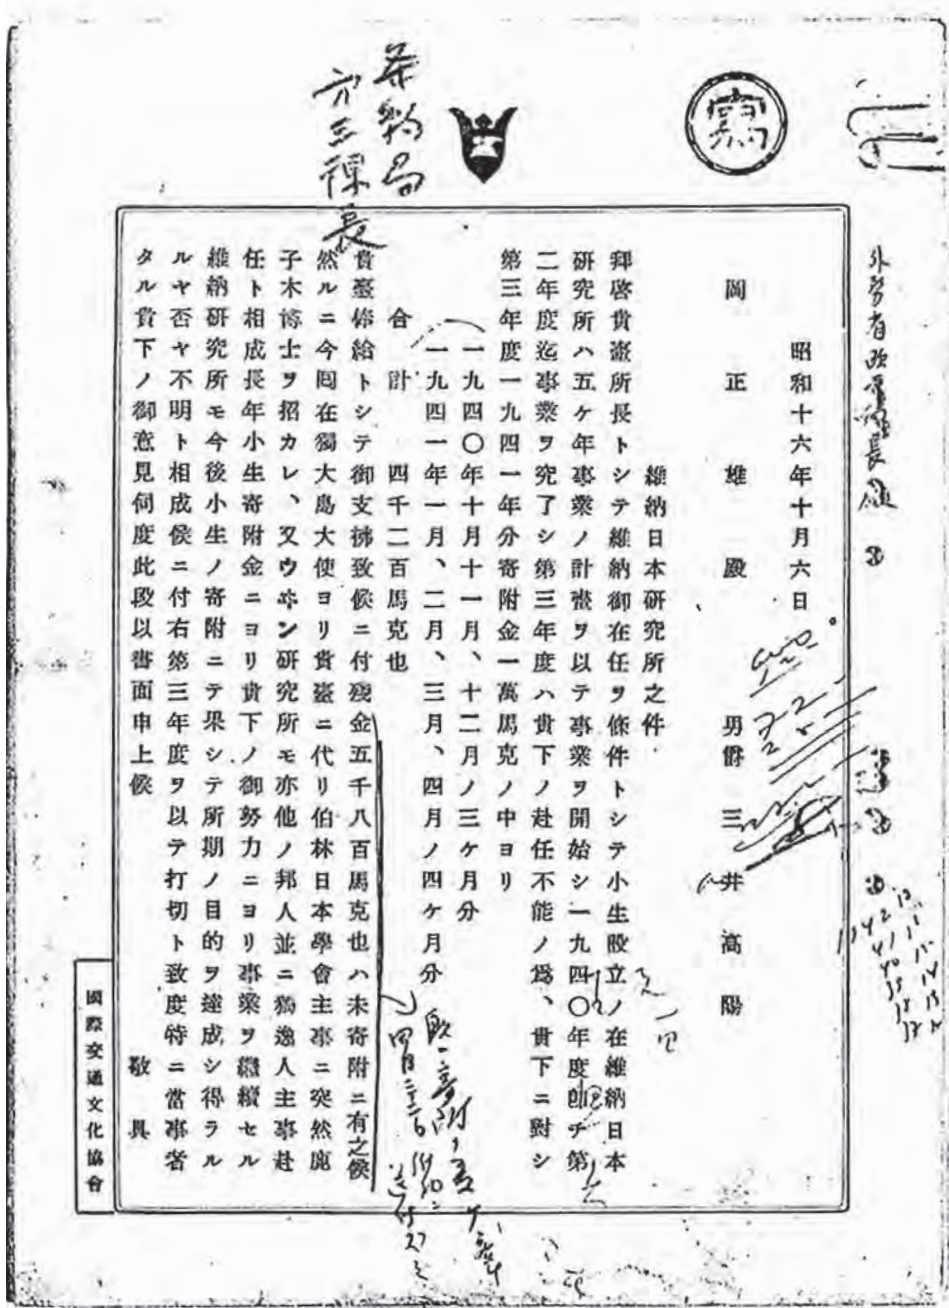 寫
条約局
第三課長
昭和十六年十月六日
男爵三井高陽
岡正雄殿
維納日本研究所之件
拜啓貴臺所長トシテ維納御在任ヲ條件トシテ小生設立ノ在維納日本
研究所ハ五ケ年事業ノ計畫ヲ以テ事業ヲ開始シ一九四〇年度卽チ第
二年度迄事業ヲ究了シ第三年度ハ貴下ノ赴任不能ノ爲、貴下ニ對シ
第三年度一九四一年分寄附金一萬馬克ノ中ヨリ
一九四〇年十月十一月、十二月ノ三ケ月分
一九四一年一月、二月、三月、四月ノ四ケ月分
合計 四千二百馬克也
貴臺俸給トシテ御支拂致候ニ付殘金五千八百馬克也ハ未寄附ニ有之候
然ルニ今囘在獨大島大使ヨリ貴臺ニ代リ伯林日本學會主事ニ突然鹿
子木博士ヲ招カレ、又ウヰン研究所モ亦他ノ邦人並ニ獨逸人主事赴
任ト相成長年小生寄附金ニヨリ貴下ノ御努力ニヨリ事業ヲ繼續セル
維納研究所モ今後小生ノ寄附ニテ果シテ所期ノ目的ヲ達成シ得ラル
ルヤ否ヤ不明ト相成候ニ付右第三年度ヲ以テ打切ト致度特ニ當事者
タル貴下ノ御意見伺度此段以書面申上候
敬具
國際交通文化協會